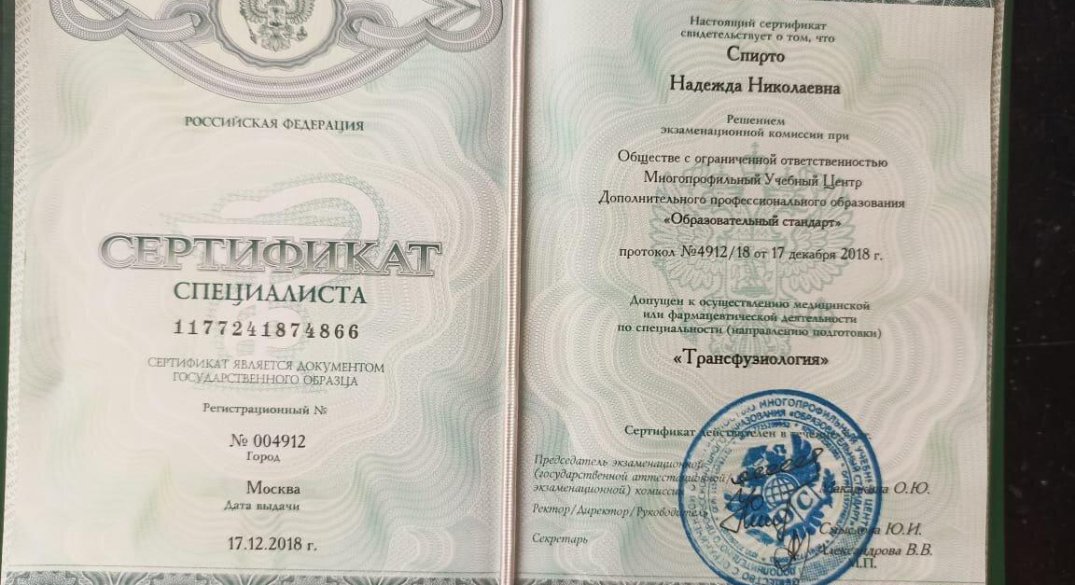 РОССИЙСКАЯ ФЕДЕРАЦИЯ
СЕРТИФИКАТ
СПЕЦИАЛИСТА
1177241874866
СЕРТИФИКАТ ЯВЛЯЕТСЯ ДОКУМЕНТОМ
ГОСУДАРСТВЕННОГО ОБРАЗЦА
Регистрационный №
№ 004912
Город
Москва
Дата выдачи
17.12.2018 г.
Настоящий сертификат
свидетельствует о том, что
Спирто
Надежда Николаевна
Решением
экзаменационной комиссии при
Обществе с ограниченной ответственностью
Многопрофильный Учебный Центр
Дополнительного профессионального образования
«Образовательный стандарт»
протокол №4912/18 от 17 декабря 2018 г.
Допущен к осуществлению медицинской
или фармацевтической деятельности
по специальности (направлению подготовки)
«Трансфузиология»
Сертификат действителен в
Председатель экзаменационной
(государственной аттестационной/
экзаменационной) комиссии
О.Ю.
Ректор/Директор/Руководитель
Ю.И.
Секретарь
Александрова В.В.
М.П.